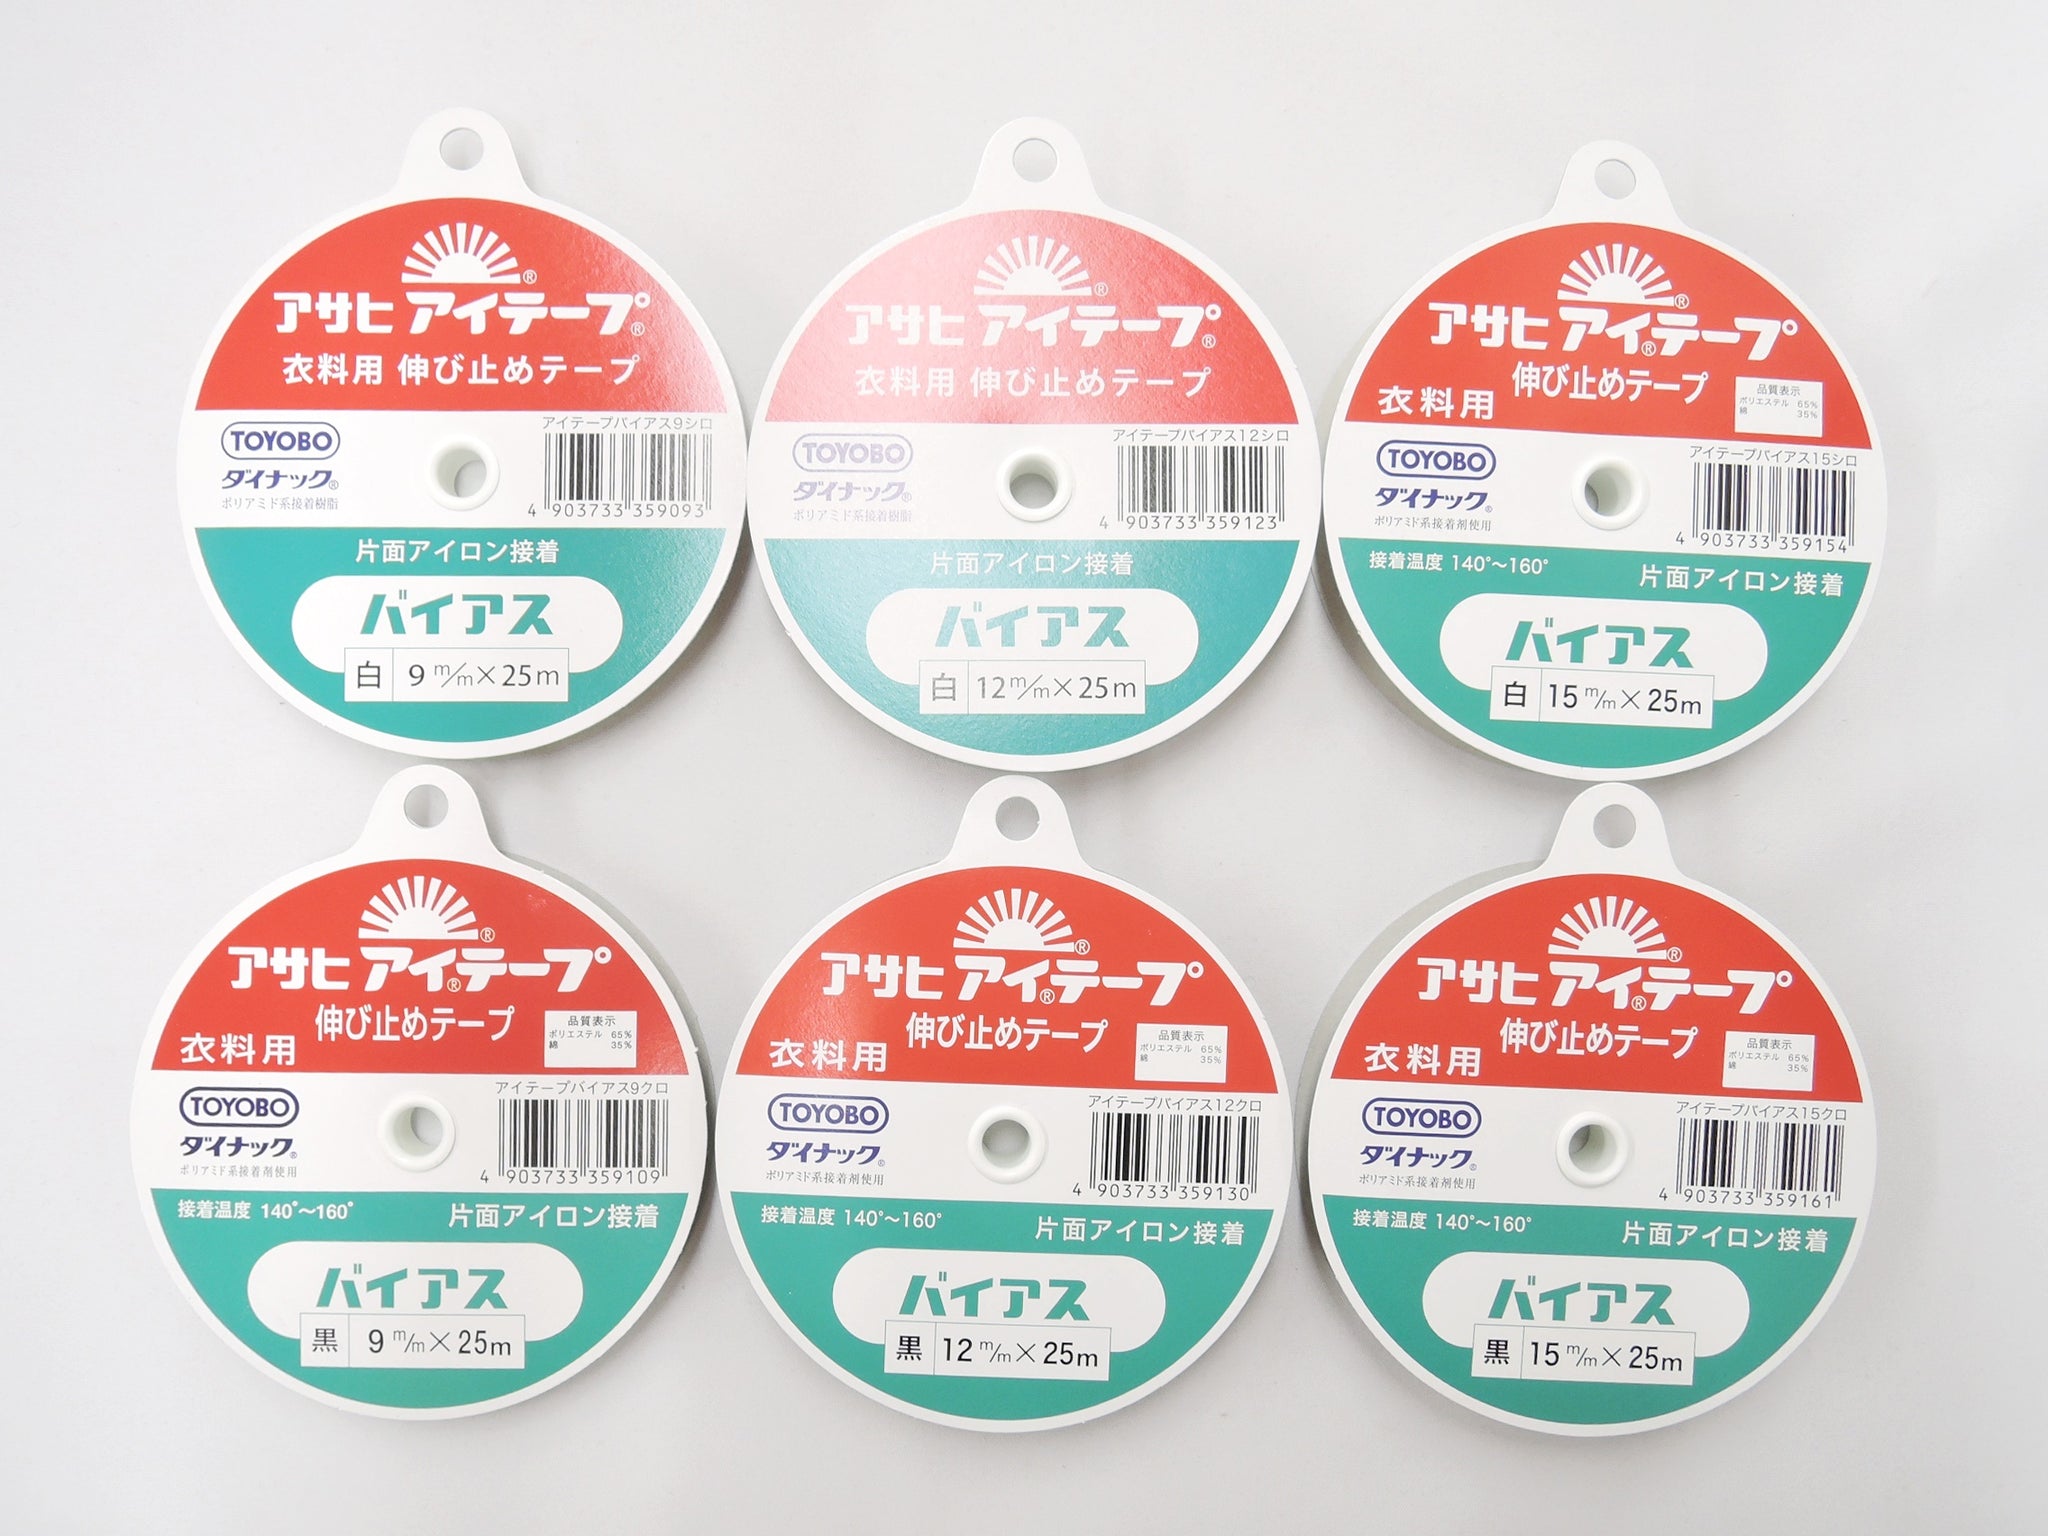 アサヒ アイテープ®
衣料用 伸び止めテープ
アイテープバイアス9シロ
TOYOBO
ダイナック®
ポリアミド系接着樹脂
4 903733 359093
片面アイロン接着
バイアス
白 9 m/m×25m
アサヒ アイテープ®
衣料用 伸び止めテープ
アイテープバイアス12シロ
TOYOBO
ダイナック®
ポリアミド系接着樹脂
4 903733 359123
片面アイロン接着
バイアス
白 12m/m×25m
アサヒ アイ®テープ
伸び止めテープ
衣料用
品質表示
ポリエステル 65%
綿 35%
アイテープバイアス15シロ
TOYOBO
ダイナック®
ポリアミド系接着剤使用
4 903733 359154
接着温度 140°〜160°
片面アイロン接着
バイアス
白 15 m/m×25m
アサヒ アイ®テープ
伸び止めテープ
衣料用
品質表示
ポリエステル 65%
綿 35%
アイテープバイアス9クロ
TOYOBO
ダイナック®
ポリアミド系接着剤使用
4 903733 359109
接着温度 140°〜160°
片面アイロン接着
バイアス
黒 9 m/m×25m
アサヒ アイ®テープ
伸び止めテープ
衣料用
品質表示
ポリエステル 65%
綿 35%
アイテープバイアス12クロ
TOYOBO
ダイナック®
ポリアミド系接着剤使用
4 903733 359130
接着温度 140°〜160°
片面アイロン接着
バイアス
黒 12 m/m×25m
アサヒ アイ®テープ
伸び止めテープ
衣料用
品質表示
ポリエステル 65%
綿 35%
アイテープバイアス15クロ
TOYOBO
ダイナック®
ポリアミド系接着剤使用
4 903733 359161
接着温度 140°〜160°
片面アイロン接着
バイアス
黒 15 m/m×25m